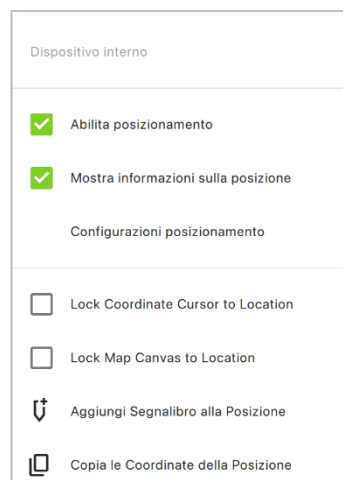 Dispositivo interno
Abilita posizionamento
Mostra informazioni sulla posizione
Configurazioni posizionamento
Lock Coordinate Cursor to Location
Lock Map Canvas to Location
Aggiungi Segnalibro alla Posizione
Copia le Coordinate della Posizione